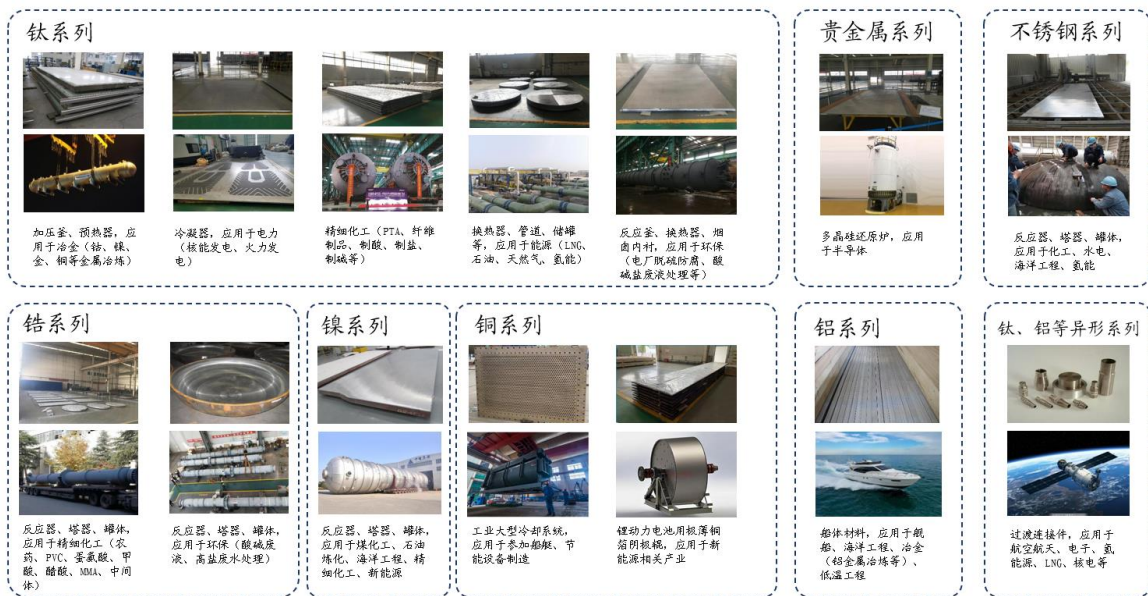 钛系列
加压釜、预热器，应
用于冶金（钴、镍、
金、铜等金属冶炼）
冷凝器，应用于电力
（核能发电、火力发
电）
精细化工（PTA、纤维
制品、制酸、制盐、
制碱等）
换热器、管道、储罐
等，应用于能源（LNG、
石油、天然气、氢能）
反应釜、换热器、烟
囱内衬，应用于环保
（电厂脱硫防腐、酸
碱盐废液处理等）
贵金属系列
多晶硅还原炉，应用
于半导体
不锈钢系列
反应器、塔器、罐体，
应用于化工、水电、
海洋工程、氢能
锆系列
反应器、塔器、罐体，
应用于精细化工（农
药、PVC、蛋氨酸、甲
酸、醋酸、MMA、中间
体）
反应器、塔器、罐体，
应用于环保（酸碱废
液、高盐废水处理）
镍系列
反应器、塔器、罐体，
应用于煤化工、石油
炼化、海洋工程、精
细化工、新能源
铜系列
工业大型冷却系统，
应用于参加船艇、节
能设备制造
锂动力电池用极薄铜
箔阴极辊，应用于新
能源相关产业
铝系列
船体材料，应用于舰
船、海洋工程、冶金
（铝金属冶炼等）、
低温工程
钛、铝等异形系列
过渡连接件，应用于
航空航天、电子、氢
能源、LNG、核电等